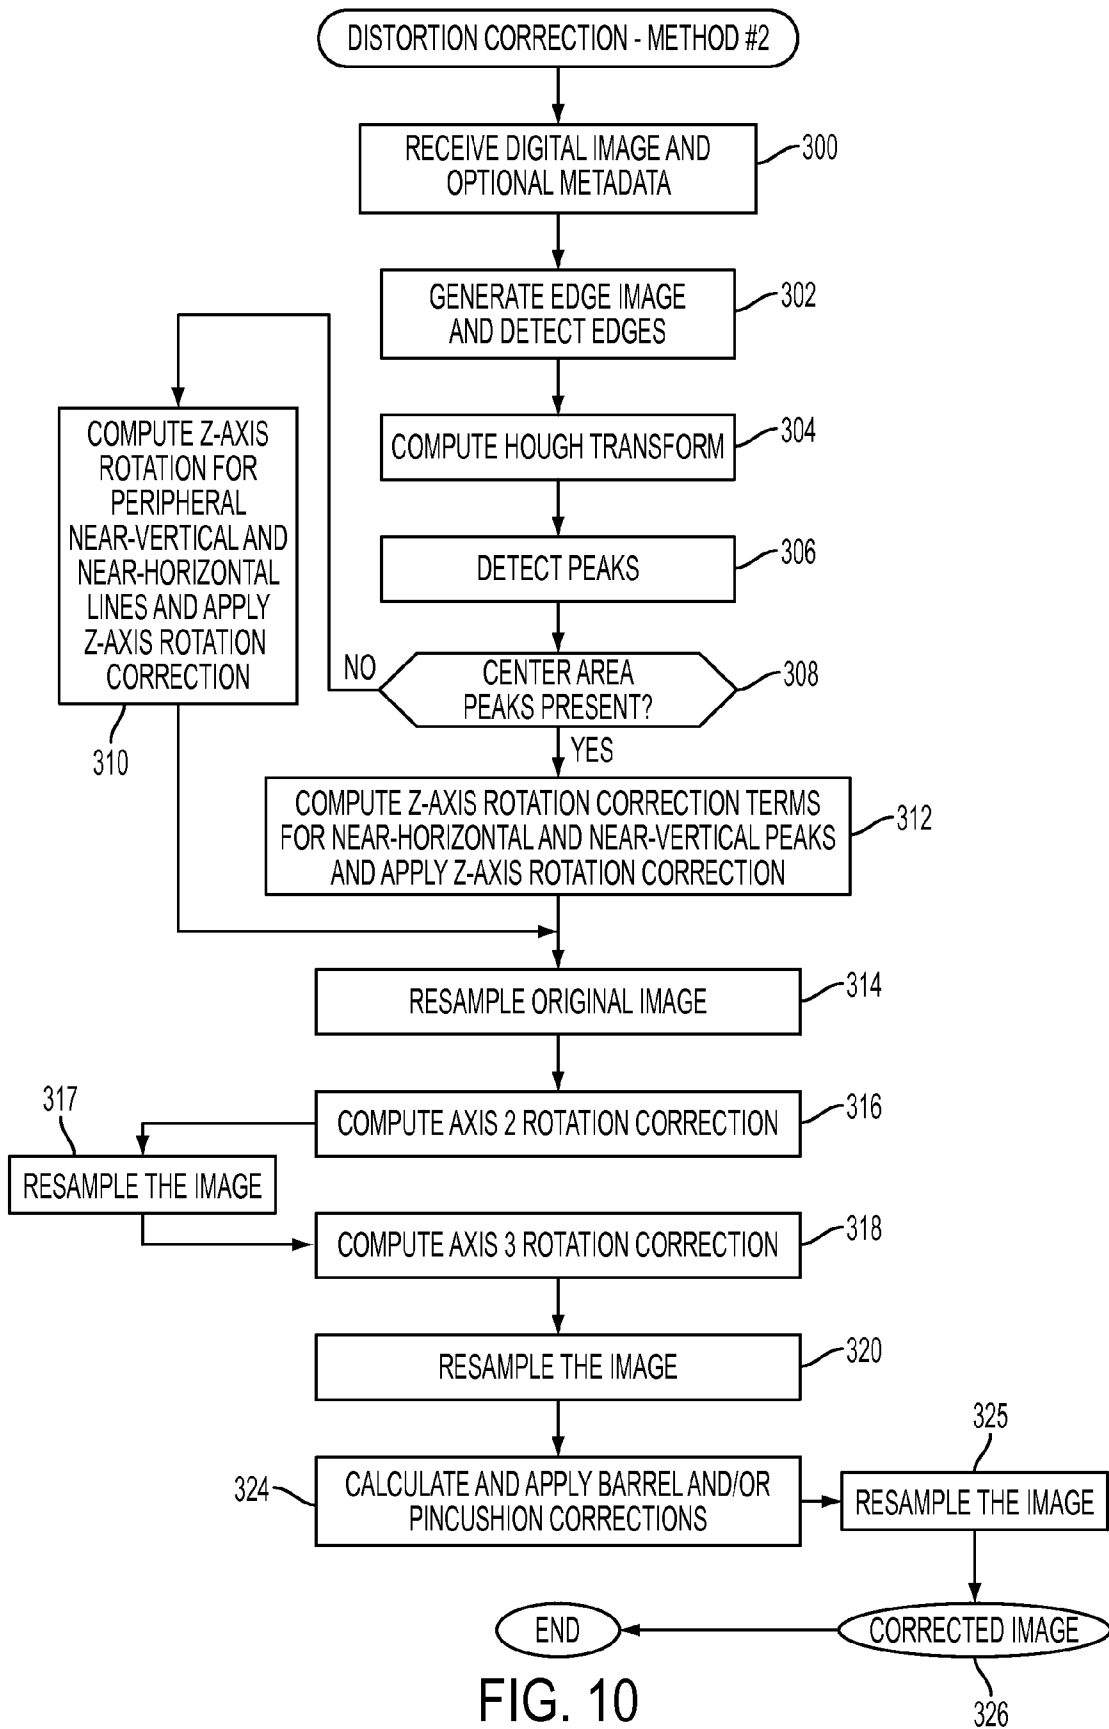 DISTORTION CORRECTION - METHOD #2
RECEIVE DIGITAL IMAGE AND
OPTIONAL METADATA
300
GENERATE EDGE IMAGE
AND DETECT EDGES
302
COMPUTE HOUGH TRANSFORM
304
DETECT PEAKS
306
CENTER AREA
PEAKS PRESENT?
308
NO
YES
COMPUTE Z-AXIS
ROTATION FOR
PERIPHERAL
NEAR-VERTICAL AND
NEAR-HORIZONTAL
LINES AND APPLY
Z-AXIS ROTATION
CORRECTION
310
COMPUTE Z-AXIS ROTATION CORRECTION TERMS
FOR NEAR-HORIZONTAL AND NEAR-VERTICAL PEAKS
AND APPLY Z-AXIS ROTATION CORRECTION
312
RESAMPLE ORIGINAL IMAGE
314
COMPUTE AXIS 2 ROTATION CORRECTION
316
317
RESAMPLE THE IMAGE
COMPUTE AXIS 3 ROTATION CORRECTION
318
RESAMPLE THE IMAGE
320
324
CALCULATE AND APPLY BARREL AND/OR
PINCUSHION CORRECTIONS
325
RESAMPLE THE IMAGE
CORRECTED IMAGE
326
END
FIG. 10